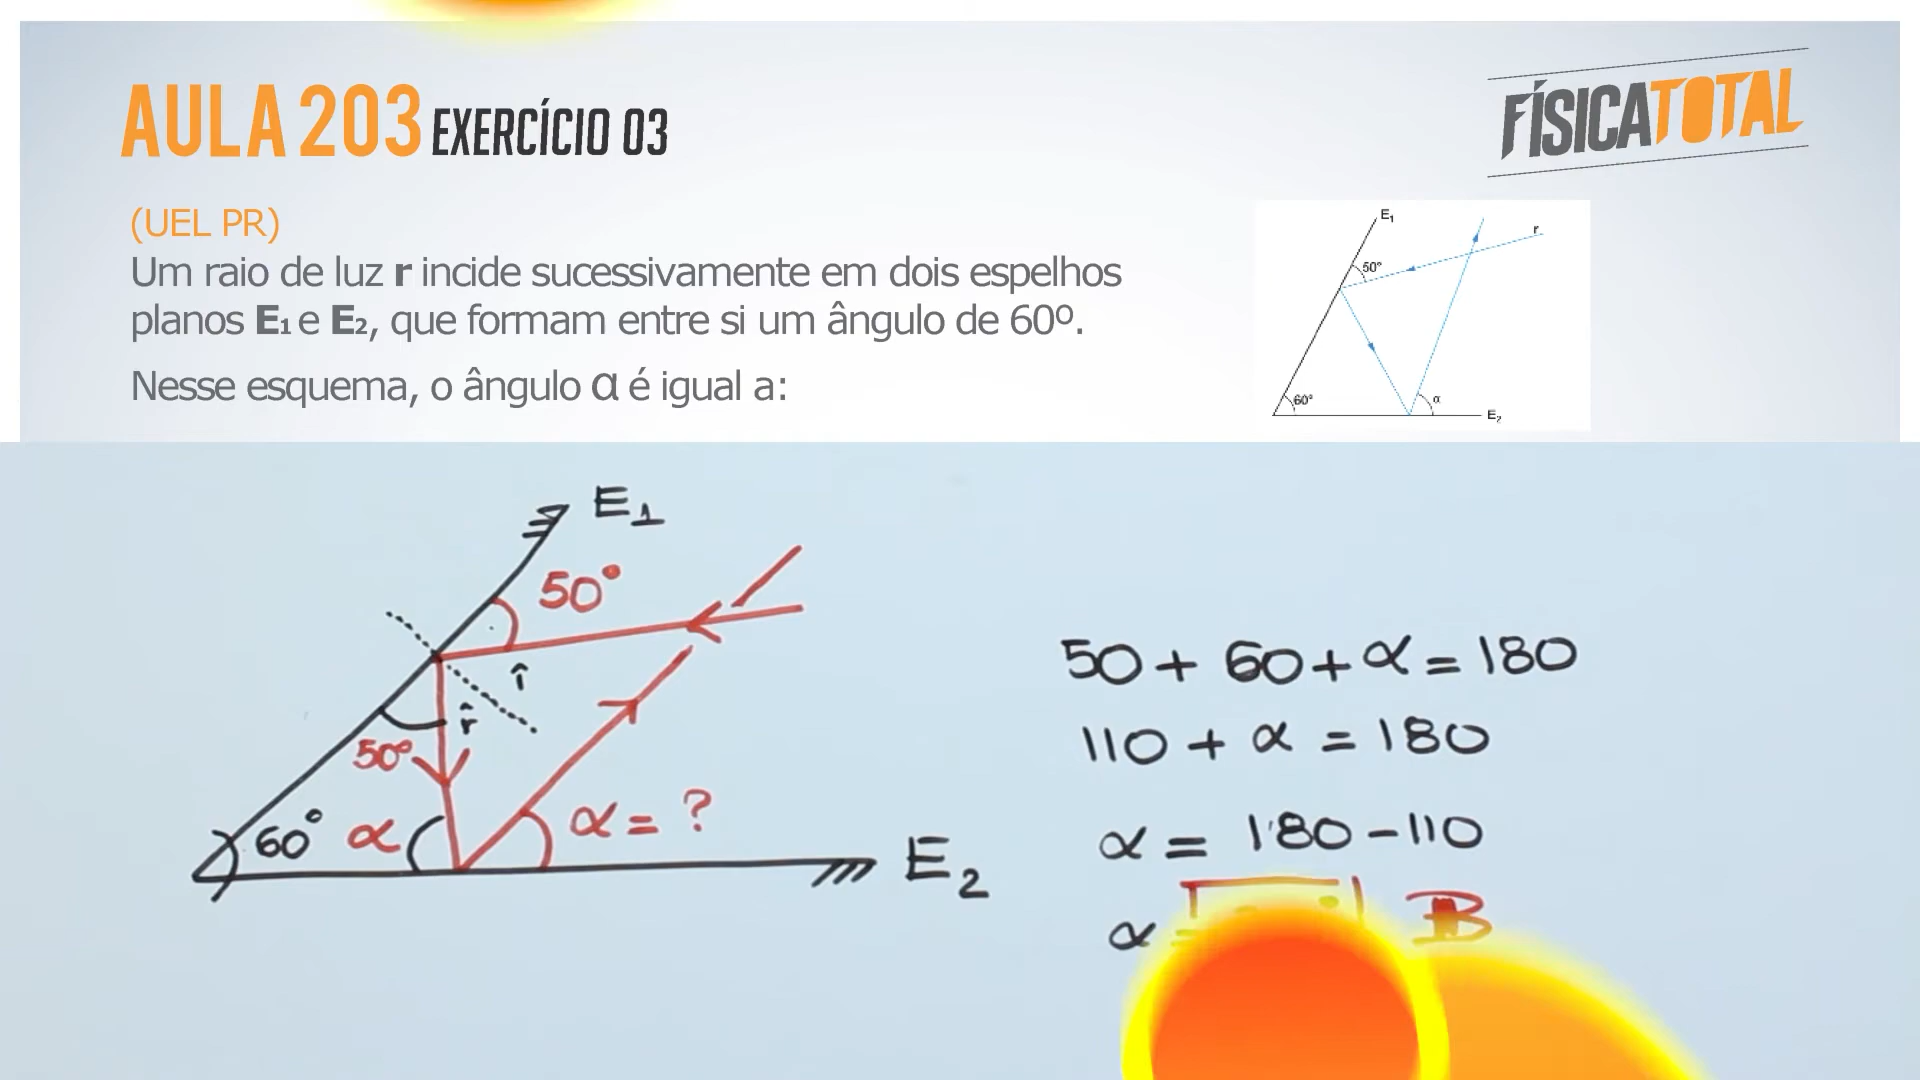 AULA 203 EXERCÍCIO 03
FÍSICATOTAL
(UEL PR)
Um raio de luz r incide sucessivamente em dois espelhos
planos E₁ e E₂, que formam entre si um ângulo de 60º.
Nesse esquema, o ângulo α é igual a:
E₁
r
50°
60°
α
E₂
E₁
50°
î
r̂
50°
60°
α
α = ?
E₂
50 + 60 + α = 180
110 + α = 180
α = 180 - 110
α =
B